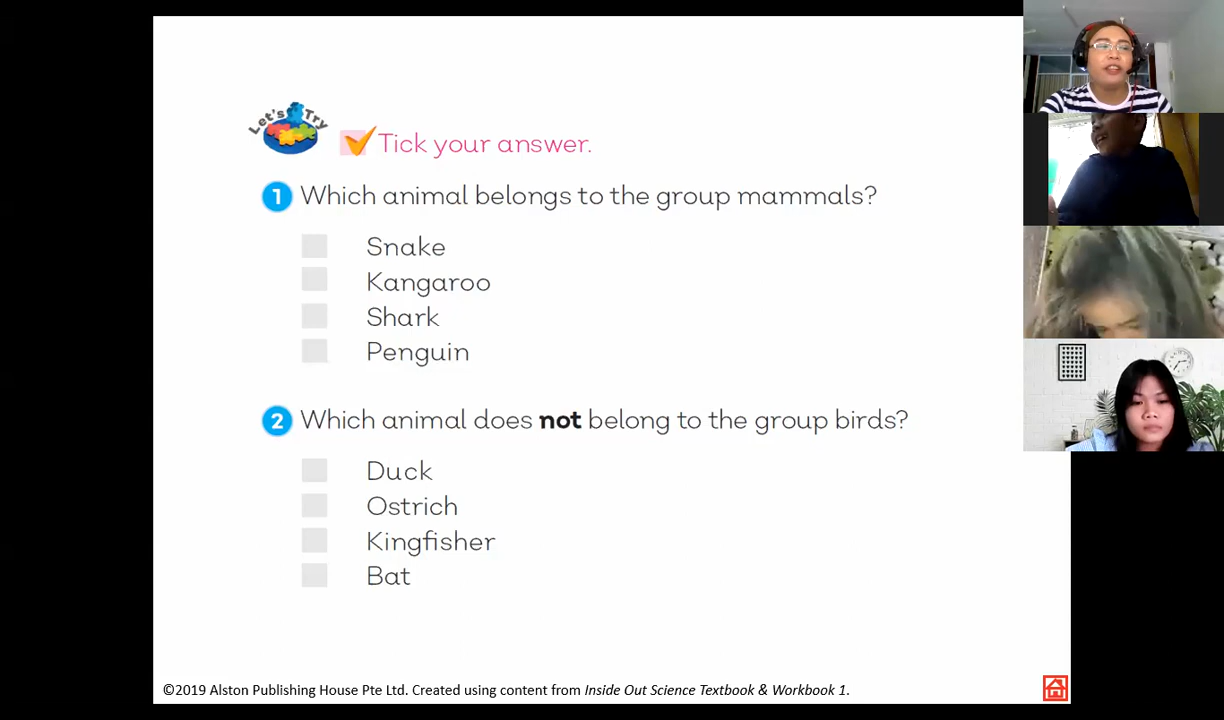 Let's Try
Tick your answer.
1 Which animal belongs to the group mammals?
Snake
Kangaroo
Shark
Penguin
2 Which animal does not belong to the group birds?
Duck
Ostrich
Kingfisher
Bat
©2019 Alston Publishing House Pte Ltd. Created using content from Inside Out Science Textbook & Workbook 1.